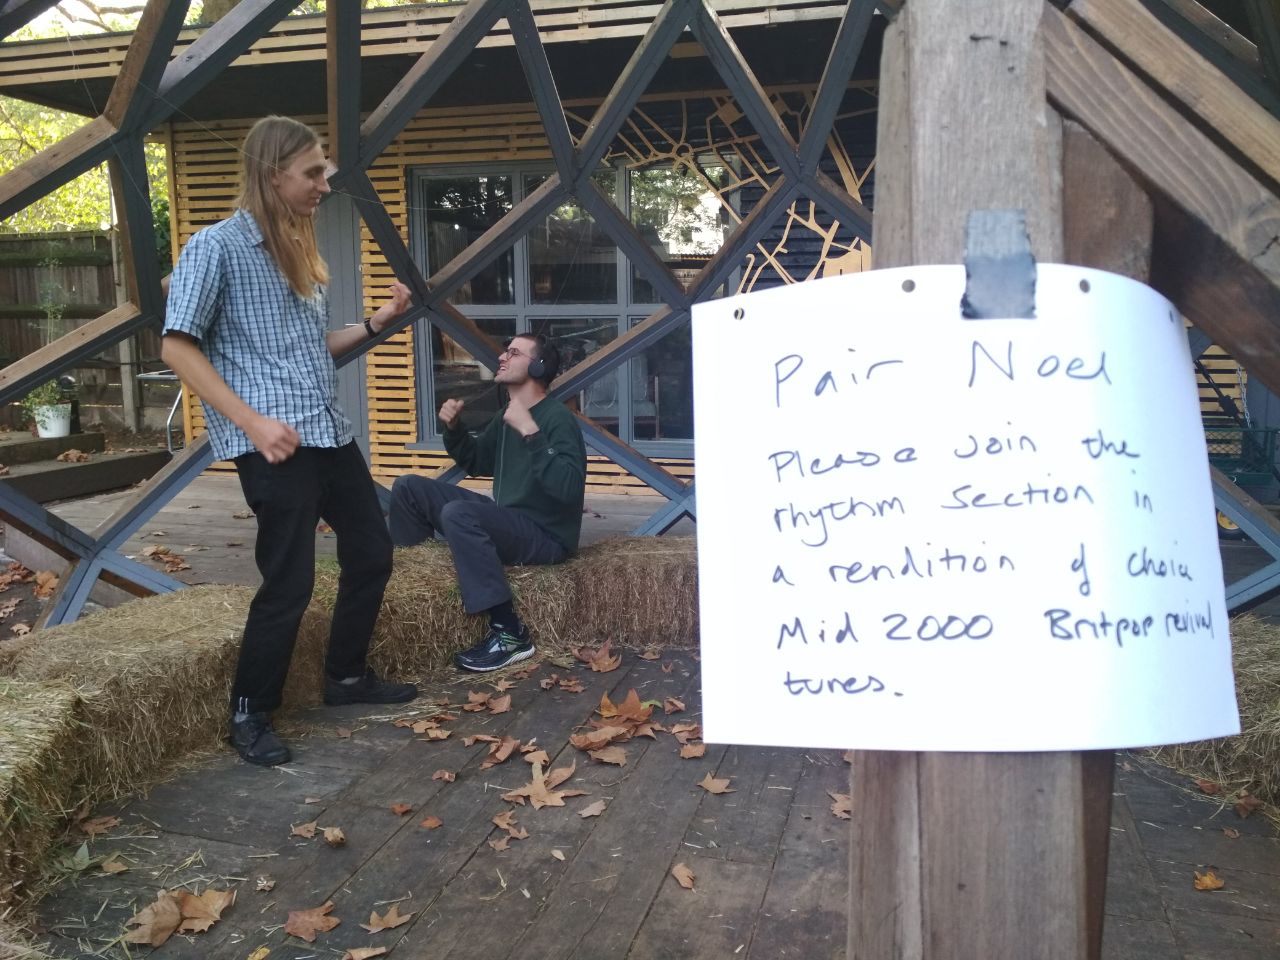 Pair Noel
Please join the
rhythm section in
a rendition of choice
Mid 2000 Britpop revival
tunes.